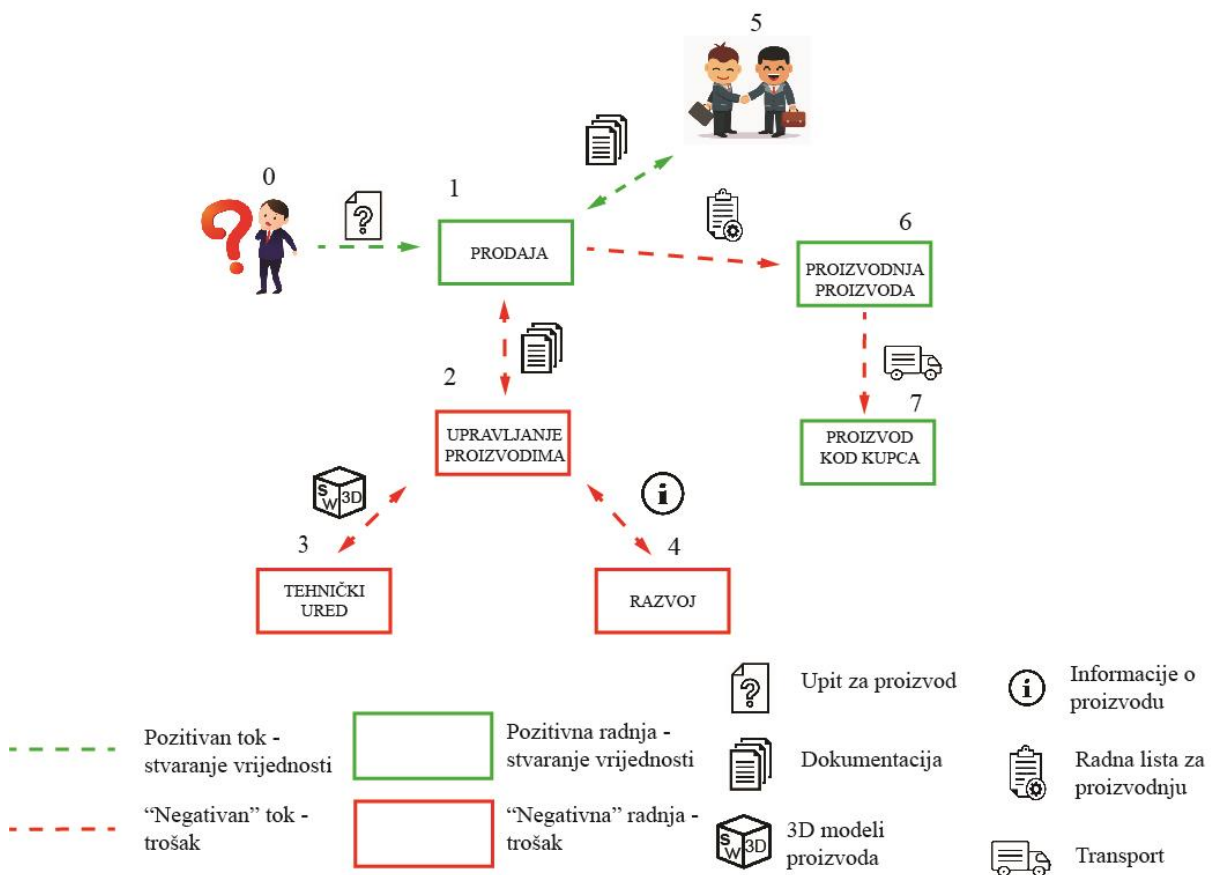 5
0
1
PRODAJA
6
PROIZVODNJA
PROIZVODA
2
UPRAVLJANJE
PROIZVODIMA
7
PROIZVOD
KOD KUPCA
S
W
3D
3
TEHNIČKI
URED
i
4
RAZVOJ
Pozitivan tok -
stvaranje vrijednosti
“Negativan” tok -
trošak
Pozitivna radnja -
stvaranje vrijednosti
“Negativna” radnja -
trošak
?
Upit za proizvod
Dokumentacija
S
W
3D
3D modeli
proizvoda
i
Informacije o
proizvodu
Radna lista za
proizvodnju
Transport